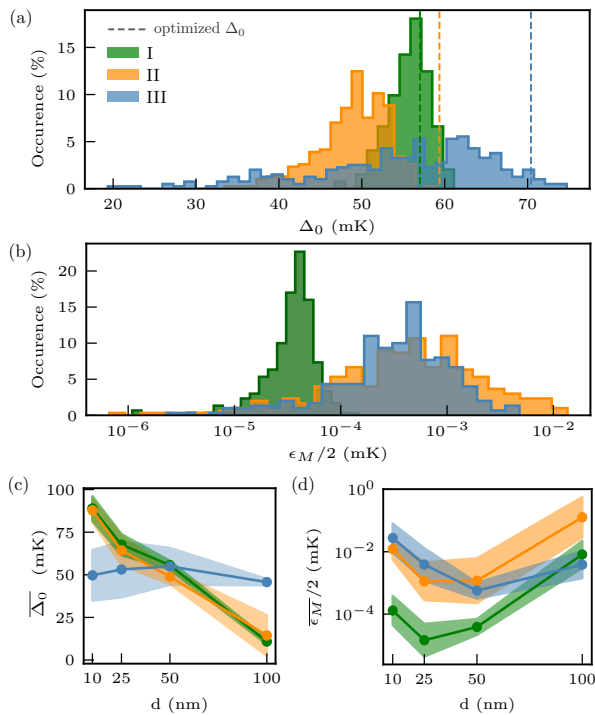 (a)
optimized Δ₀
I
II
III
Occurence (%)
15
10
5
0
20
30
40
50
60
70
Δ₀ (mK)
(b)
Occurence (%)
20
15
10
5
0
10⁻⁶
10⁻⁵
10⁻⁴
10⁻³
10⁻²
ϵ_M/2 (mK)
(c)
Δ̅₀ (mK)
100
75
50
25
0
10
25
50
100
d (nm)
(d)
ϵ̅_M/2 (mK)
10⁰
10⁻²
10⁻⁴
10
25
50
100
d (nm)